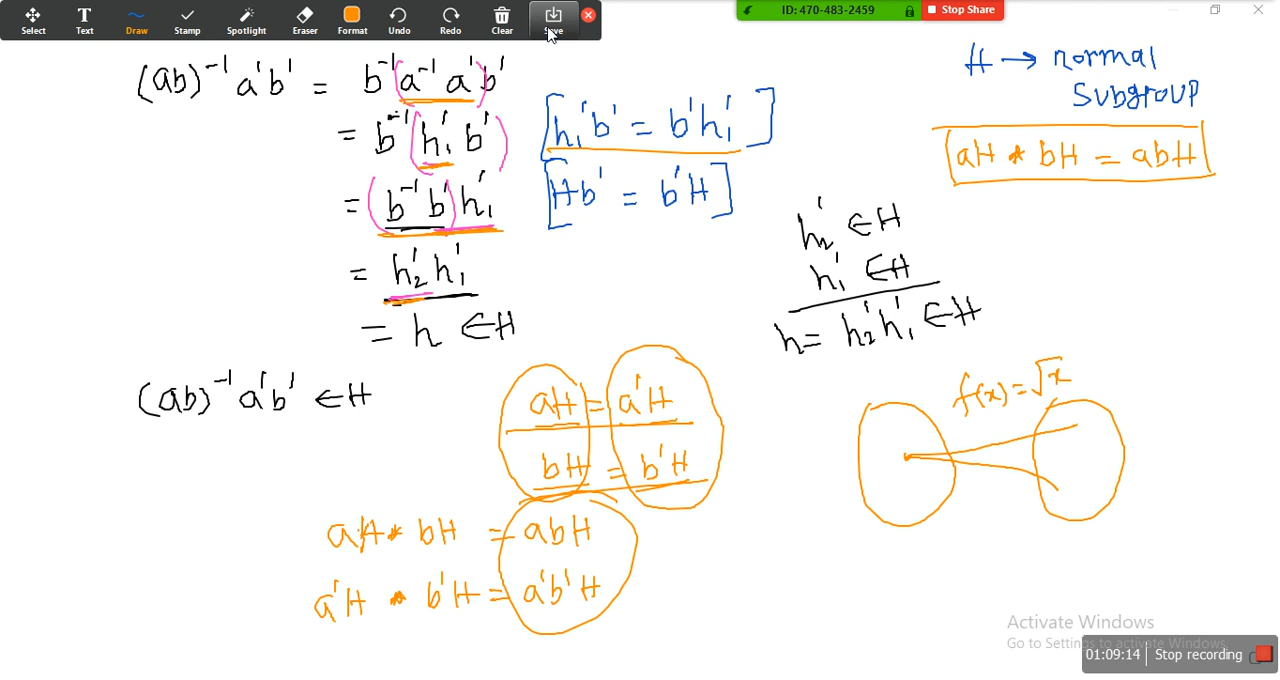 Select Text Draw Stamp Spotlight Eraser Format Undo Redo Clear Save
ID: 470-483-2459 Stop Share
(ab)⁻¹a'b' = b⁻¹(a⁻¹a')b'
= b⁻¹(h₁'b') [h₁'b' = b'h₁']
= (b⁻¹b')h₁' [Hb' = b'H]
= h₂'h₁'
= h ∈ H
H → normal
subgroup
aH * bH = abH
h₂' ∈ H
h₁' ∈ H
h = h₂'h₁' ∈ H
(ab)⁻¹a'b' ∈ H
aH = a'H
bH = b'H
aH * bH = abH
a'H * b'H = a'b'H
f(x) = √x
Activate Windows
Go to Settings to activate Windows.
01:09:14 Stop recording